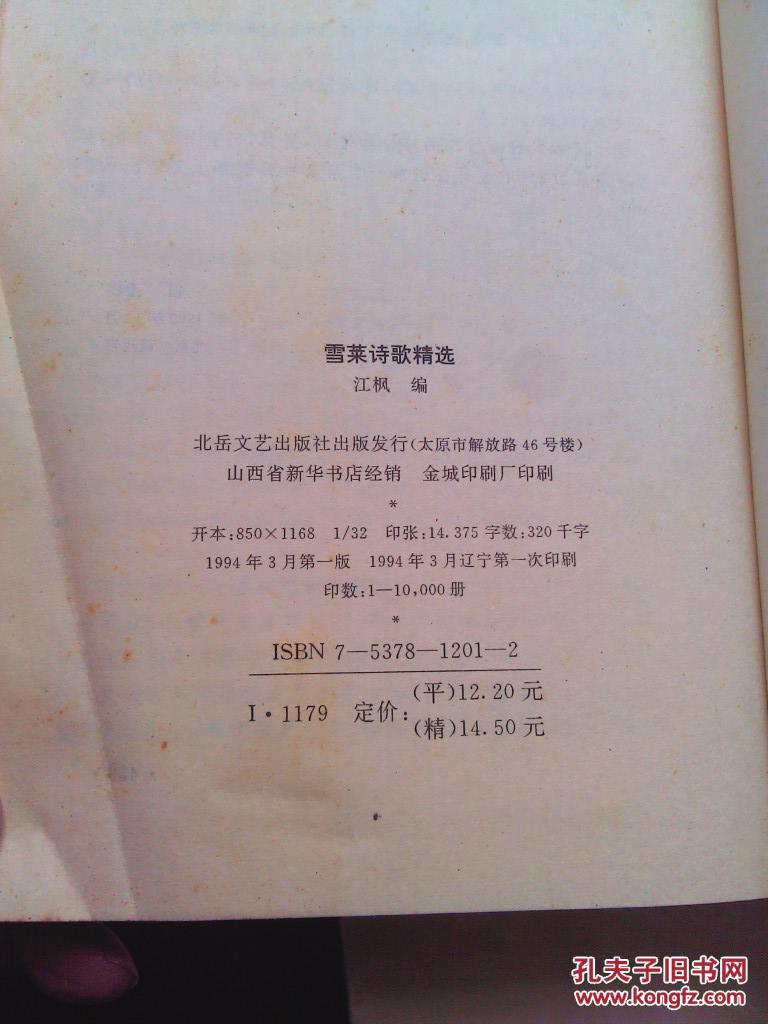 雪莱诗歌精选
江枫 编
北岳文艺出版社出版发行(太原市解放路46号楼)
山西省新华书店经销 金城印刷厂印刷
*
开本:850×1168 1/32 印张:14.375 字数:320千字
1994年3月第一版 1994年3月辽宁第一次印刷
印数:1—10,000册
*
ISBN 7—5378—1201—2
I·1179 定价:(平)12.20元
(精)14.50元
孔夫子旧书网
www.kongfz.com